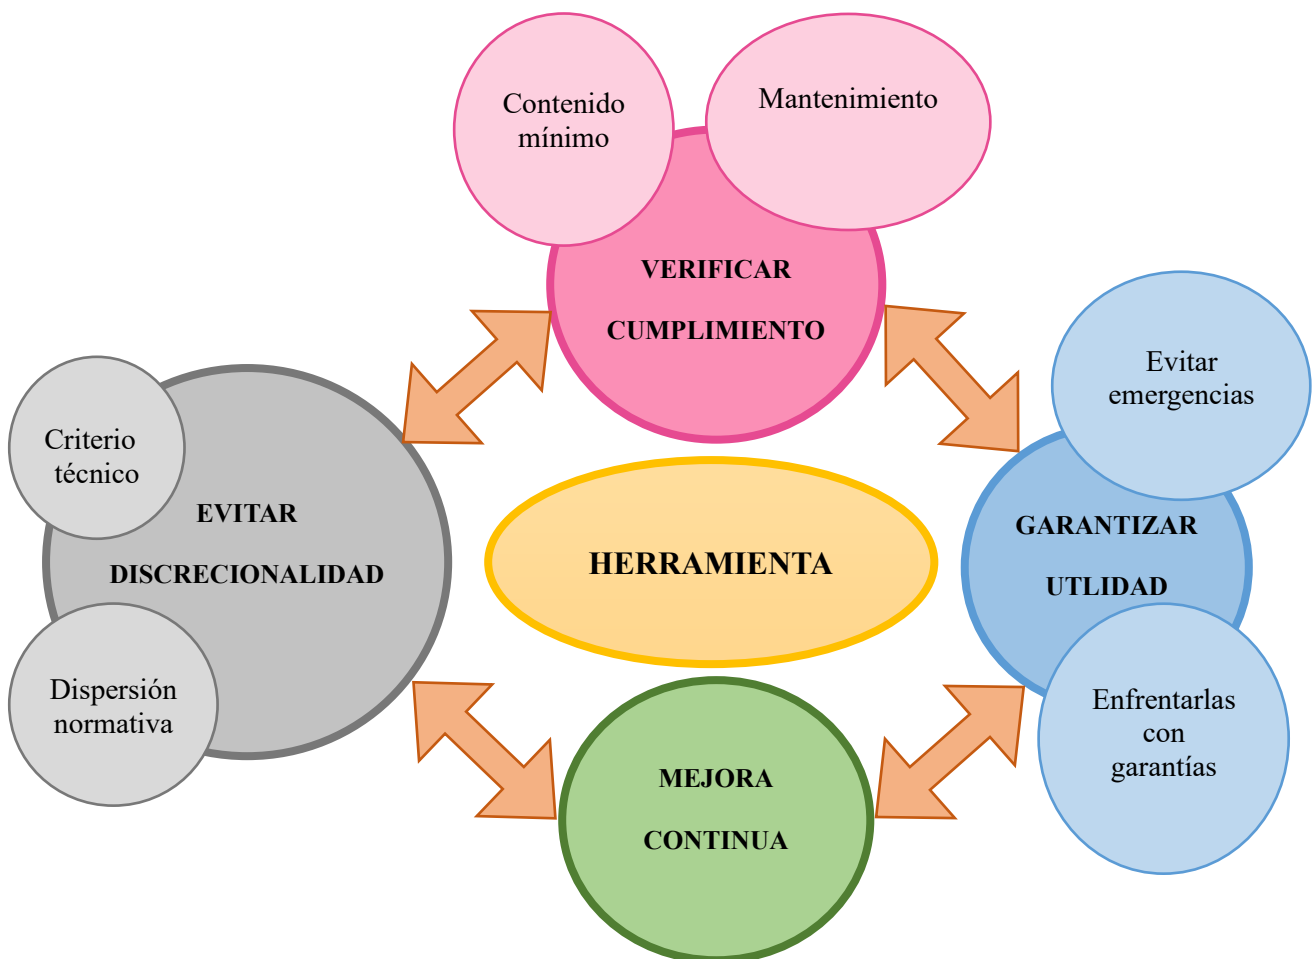 Contenido
mínimo
Mantenimiento
VERIFICAR
CUMPLIMIENTO
Evitar
emergencias
Criterio
técnico
EVITAR
DISCRECIONALIDAD
HERRAMIENTA
GARANTIZAR
UTLIDAD
Dispersión
normativa
Enfrentarlas
con
garantías
MEJORA
CONTINUA